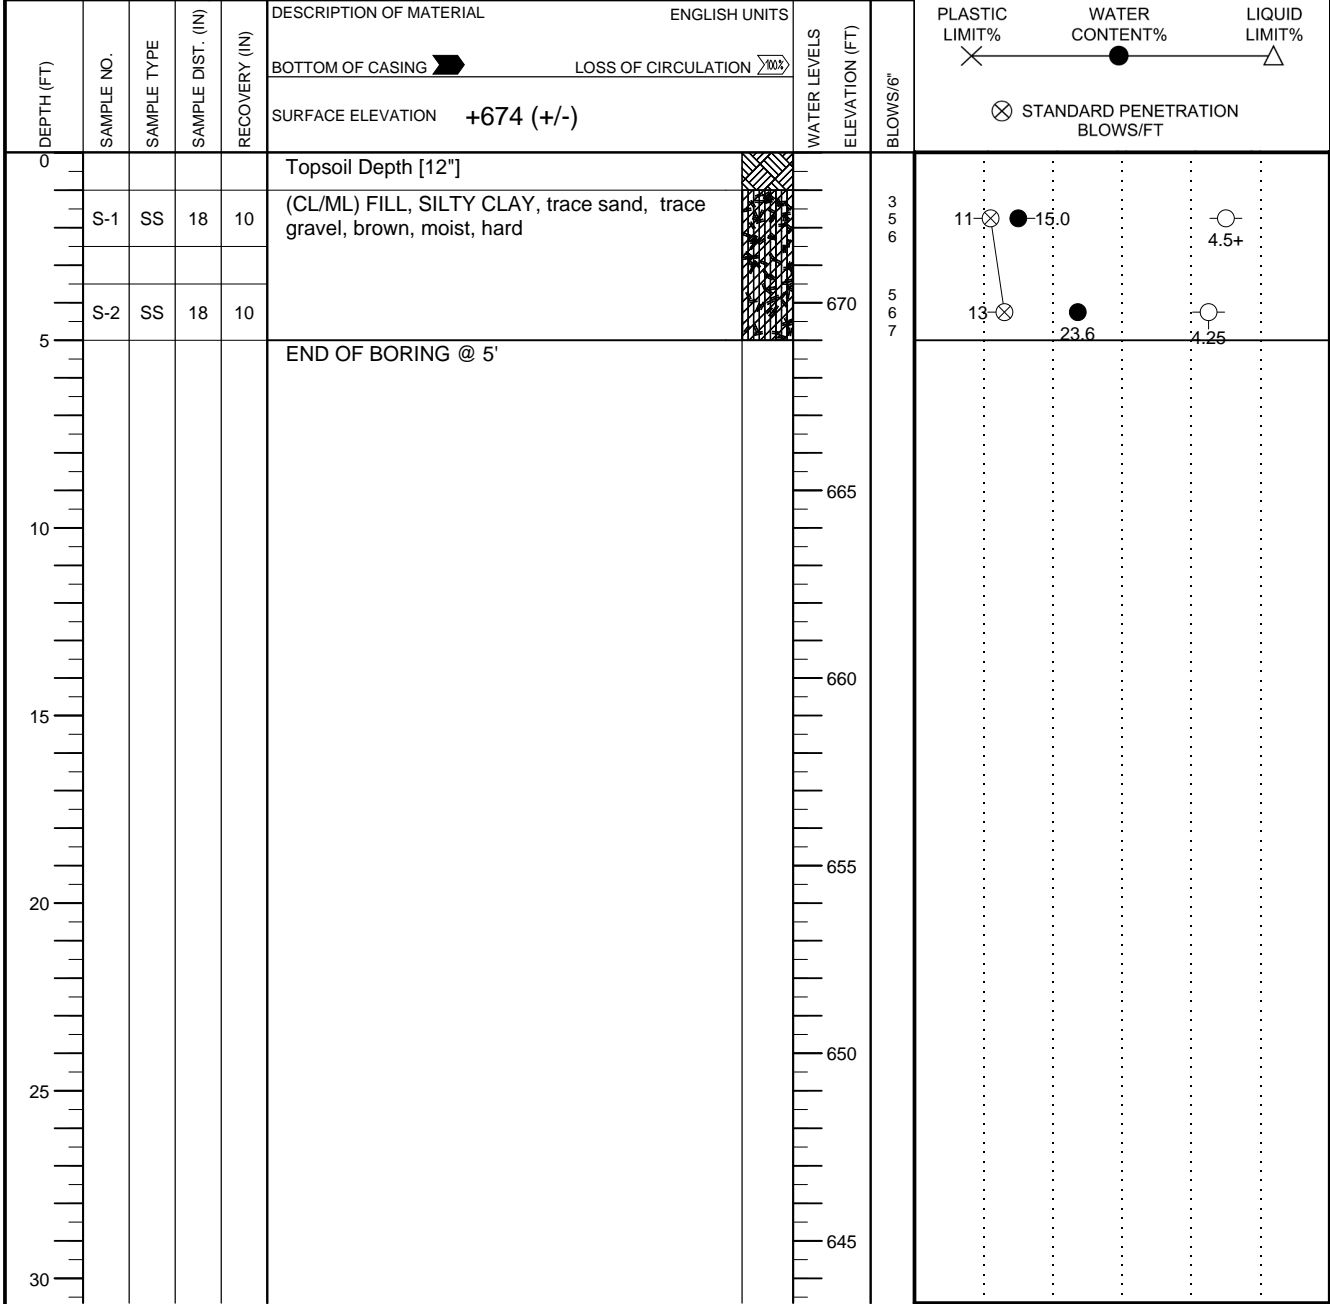 DEPTH (FT)
SAMPLE NO.
SAMPLE TYPE
SAMPLE DIST. (IN)
RECOVERY (IN)
DESCRIPTION OF MATERIAL ENGLISH UNITS
BOTTOM OF CASING LOSS OF CIRCULATION 100%
SURFACE ELEVATION +674 (+/-)
WATER LEVELS
ELEVATION (FT)
BLOWS/6"
PLASTIC LIMIT%
WATER CONTENT%
LIQUID LIMIT%
STANDARD PENETRATION
BLOWS/FT
0
Topsoil Depth [12"]
(CL/ML) FILL, SILTY CLAY, trace sand, trace
gravel, brown, moist, hard
S-1 SS 18 10
3
5
6
11 15.0
4.5+
S-2 SS 18 10
670
5
6
7
13
23.6
4.25
5
END OF BORING @ 5'
665
10
660
15
655
20
650
25
645
30